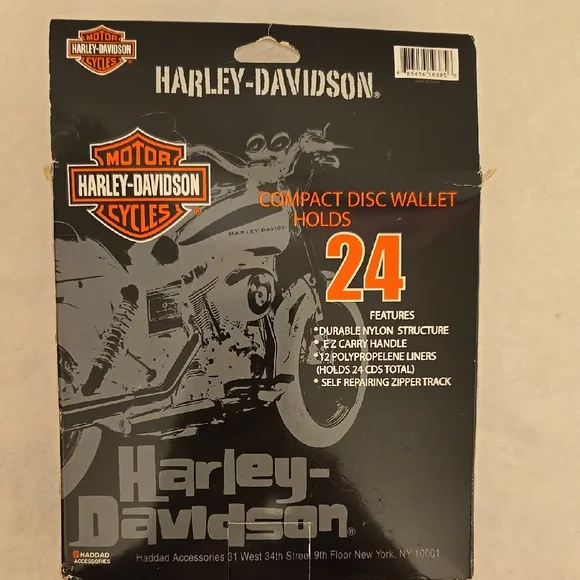 MOTOR
HARLEY-DAVIDSON
CYCLES
HARLEY-DAVIDSON®
MOTOR
HARLEY-DAVIDSON
CYCLES
®
HARLEY-DAVIDSON
COMPACT DISC WALLET
HOLDS
24
FEATURES
*DURABLE NYLON STRUCTURE
* E'Z CARRY HANDLE
*12 POLYPROPELENE LINERS
(HOLDS 24 CDS TOTAL)
* SELF REPAIRING ZIPPER TRACK
Harley-
Davidson®
HADDAD
ACCESSORIES
Haddad Accessories 31 West 34th Street 9th Floor New York, NY 10001